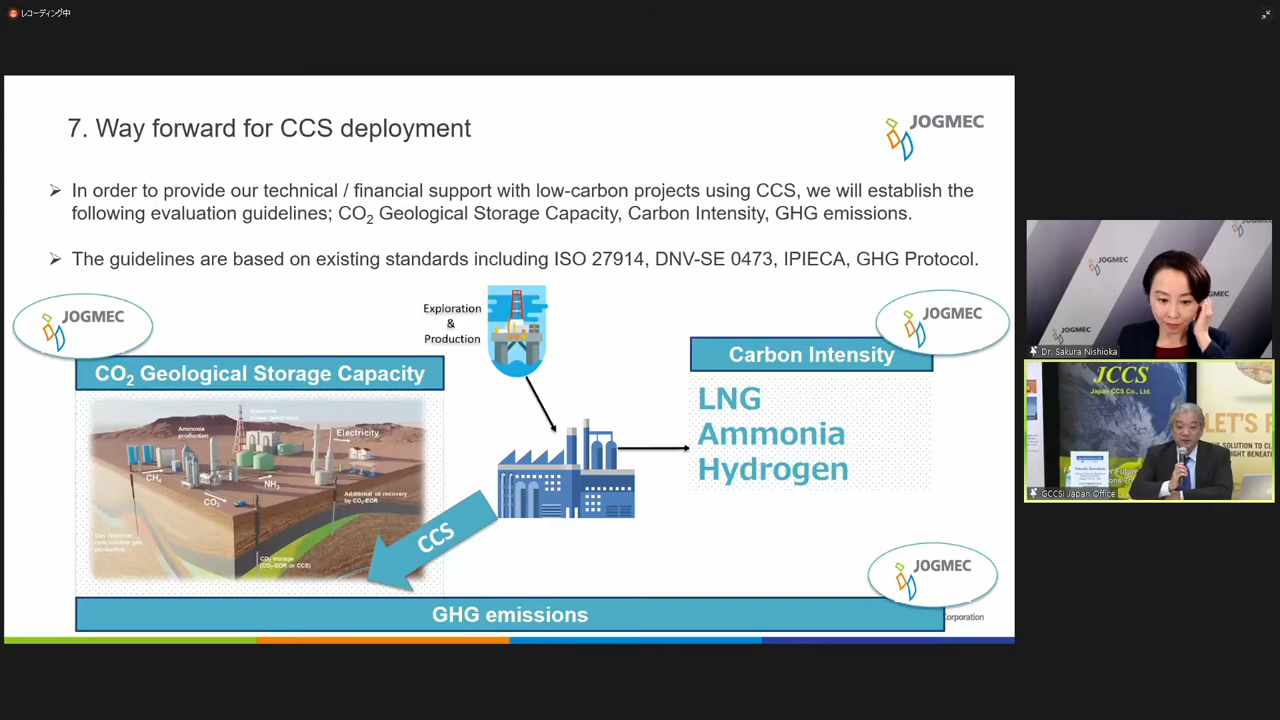 レコーディング中
7. Way forward for CCS deployment
JOGMEC
➢ In order to provide our technical / financial support with low-carbon projects using CCS, we will establish the
following evaluation guidelines; CO2 Geological Storage Capacity, Carbon Intensity, GHG emissions.
➢ The guidelines are based on existing standards including ISO 27914, DNV-SE 0473, IPIECA, GHG Protocol.
JOGMEC
Exploration
&
Production
JOGMEC
CO2 Geological Storage Capacity
Carbon Intensity
Ammonia
production
Electricity
CH4
NH3
CO2
Additional oil recovery
by CO2-EOR
CO2 storage
(CO2-EOR or CCS)
LNG
Ammonia
Hydrogen
CCS
JOGMEC
GHG emissions
Corporation
JOGMEC
JOGMEC
JOGMEC
Dr. Sakura Nishioka
JCCS
Japan CCS Co., Ltd.
LET'S
GCCSI Japan Office